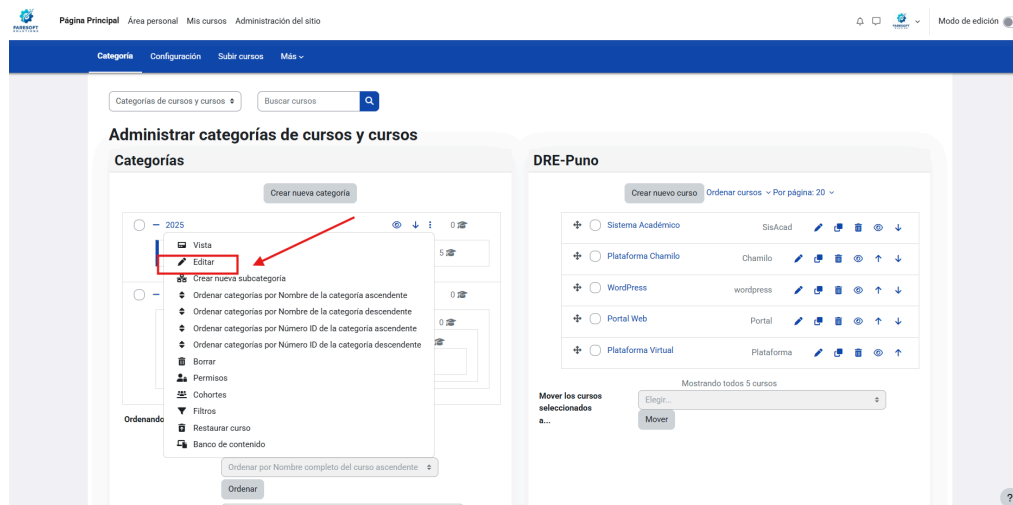 PARKSOFT
SOLUTIONS
Página Principal Área personal Mis cursos Administración del sitio
Modo de edición
Categoría Configuración Subir cursos Más
Categorías de cursos y cursos
Buscar cursos
Administrar categorías de cursos y cursos
Categorías
Crear nueva categoría
2025
0
5
0
0
Vista
Editar
Crear nueva subcategoría
Ordenar categorías por Nombre de la categoría ascendente
Ordenar categorías por Nombre de la categoría descendente
Ordenar categorías por Número ID de la categoría ascendente
Ordenar categorías por Número ID de la categoría descendente
Borrar
Permisos
Cohortes
Filtros
Restaurar curso
Banco de contenido
Ordenando
Ordenar por Nombre completo del curso ascendente
Ordenar
DRE-Puno
Crear nuevo curso Ordenar cursos Por página: 20
Sistema Académico SisAcad
Plataforma Chamilo Chamilo
WordPress wordpress
Portal Web Portal
Plataforma Virtual Plataforma
Mostrando todos 5 cursos
Mover los cursos
seleccionados
a...
Elegir...
Mover
?